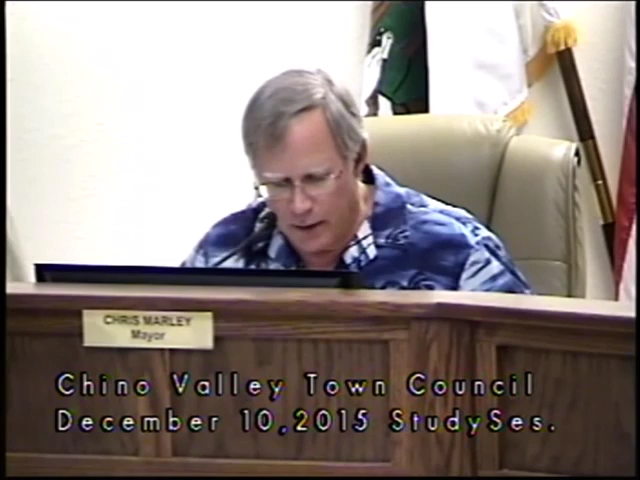 CHRIS MARLEY
Mayor
Chino Valley Town Council
December 10,2015 StudySes.